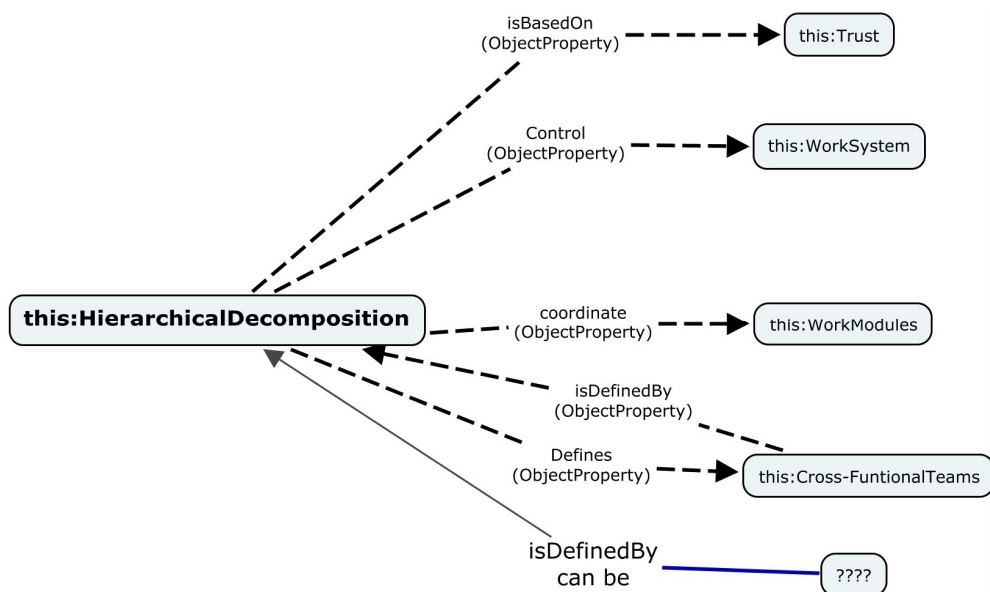 isBasedOn
(ObjectProperty)
this:Trust
Control
(ObjectProperty)
this:WorkSystem
this:HierarchicalDecomposition
coordinate
(ObjectProperty)
this:WorkModules
isDefinedBy
(ObjectProperty)
Defines
(ObjectProperty)
this:Cross-FuntionalTeams
isDefinedBy
can be
????